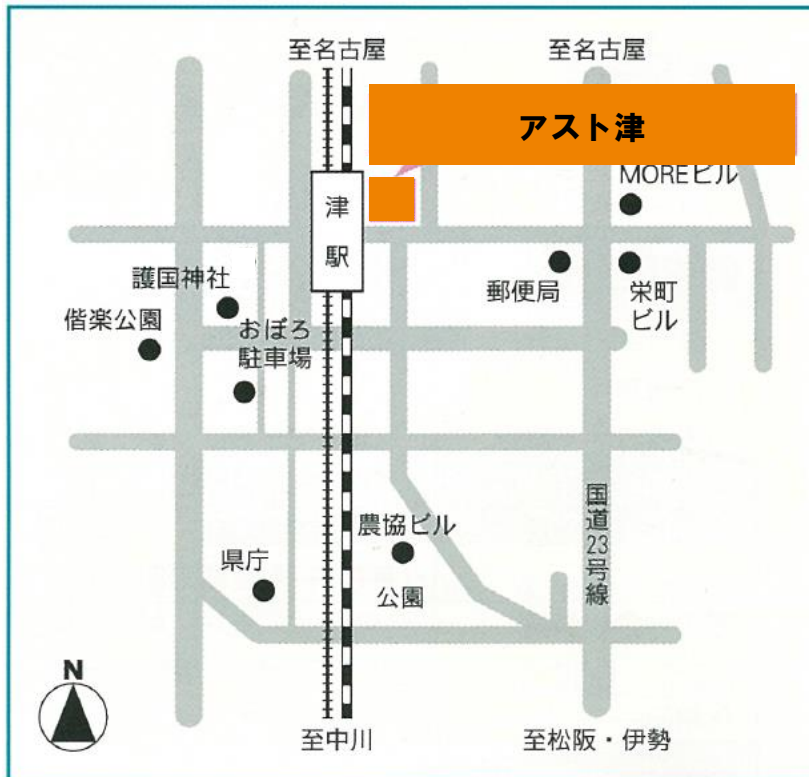 至名古屋
至名古屋
アスト津
MOREビル
津
駅
郵便局
栄町
ビル
護国神社
偕楽公園
おぼろ
駐車場
国道23号線
農協ビル
県庁
公園
N
至中川
至松阪・伊勢